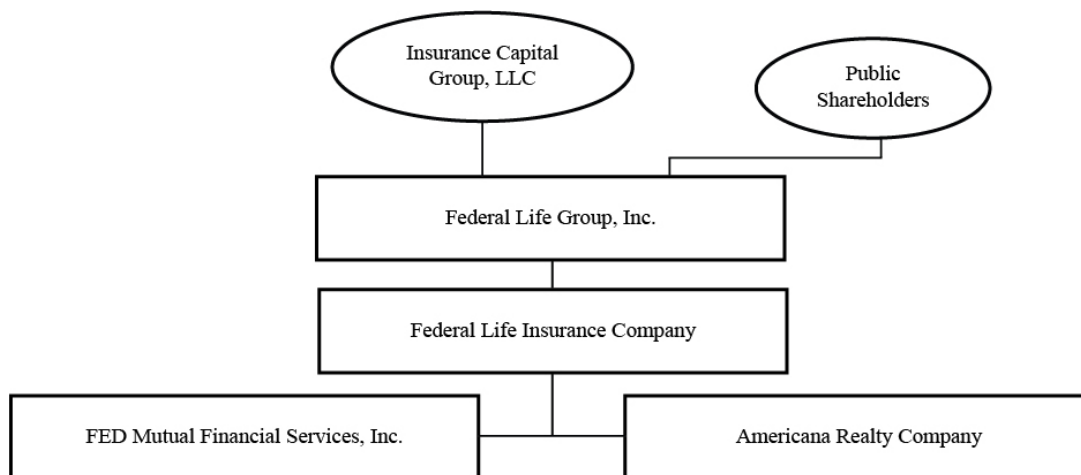 Insurance Capital
Group, LLC
Public
Shareholders
Federal Life Group, Inc.
Federal Life Insurance Company
FED Mutual Financial Services, Inc.
Americana Realty Company